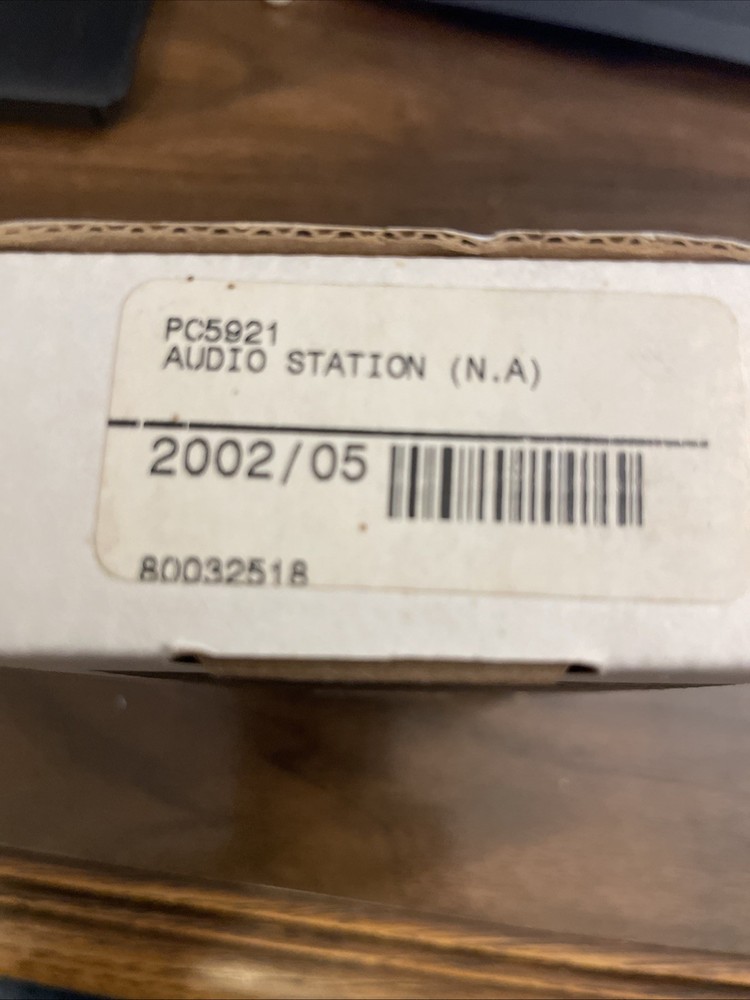 PC5921
AUDIO STATION (N.A)
2002/05
80032518